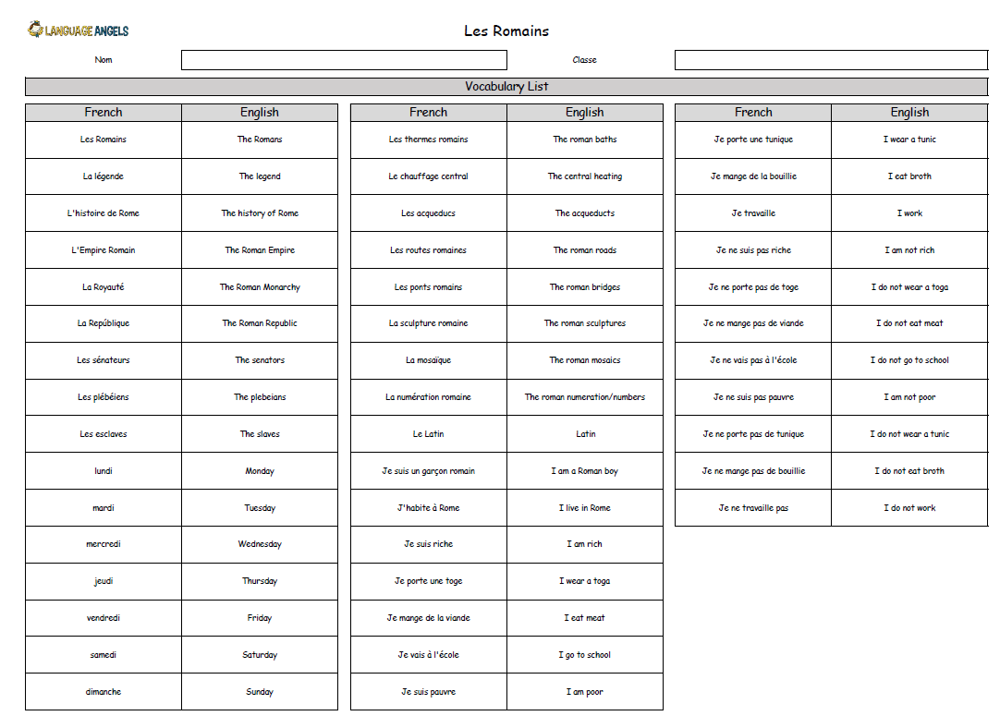 LANGUAGE ANGELS
Les Romains
Nom Classe
Vocabulary List
French English
Les Romains The Romans
La légende The legend
L'histoire de Rome The history of Rome
L'Empire Romain The Roman Empire
La Royauté The Roman Monarchy
La République The Roman Republic
Les sénateurs The senators
Les plébéiens The plebeians
Les esclaves The slaves
lundi Monday
mardi Tuesday
mercredi Wednesday
jeudi Thursday
vendredi Friday
samedi Saturday
dimanche Sunday
French English
Les thermes romains The roman baths
Le chauffage central The central heating
Les acqueducs The acqueducts
Les routes romaines The roman roads
Les ponts romains The roman bridges
La sculpture romaine The roman sculptures
La mosaïque The roman mosaics
La numération romaine The roman numeration/numbers
Le Latin Latin
Je suis un garçon romain I am a Roman boy
J'habite à Rome I live in Rome
Je suis riche I am rich
Je porte une toge I wear a toga
Je mange de la viande I eat meat
Je vais à l'école I go to school
Je suis pauvre I am poor
French English
Je porte une tunique I wear a tunic
Je mange de la bouillie I eat broth
Je travaille I work
Je ne suis pas riche I am not rich
Je ne porte pas de toge I do not wear a toga
Je ne mange pas de viande I do not eat meat
Je ne vais pas à l'école I do not go to school
Je ne suis pas pauvre I am not poor
Je ne porte pas de tunique I do not wear a tunic
Je ne mange pas de bouillie I do not eat broth
Je ne travaille pas I do not work